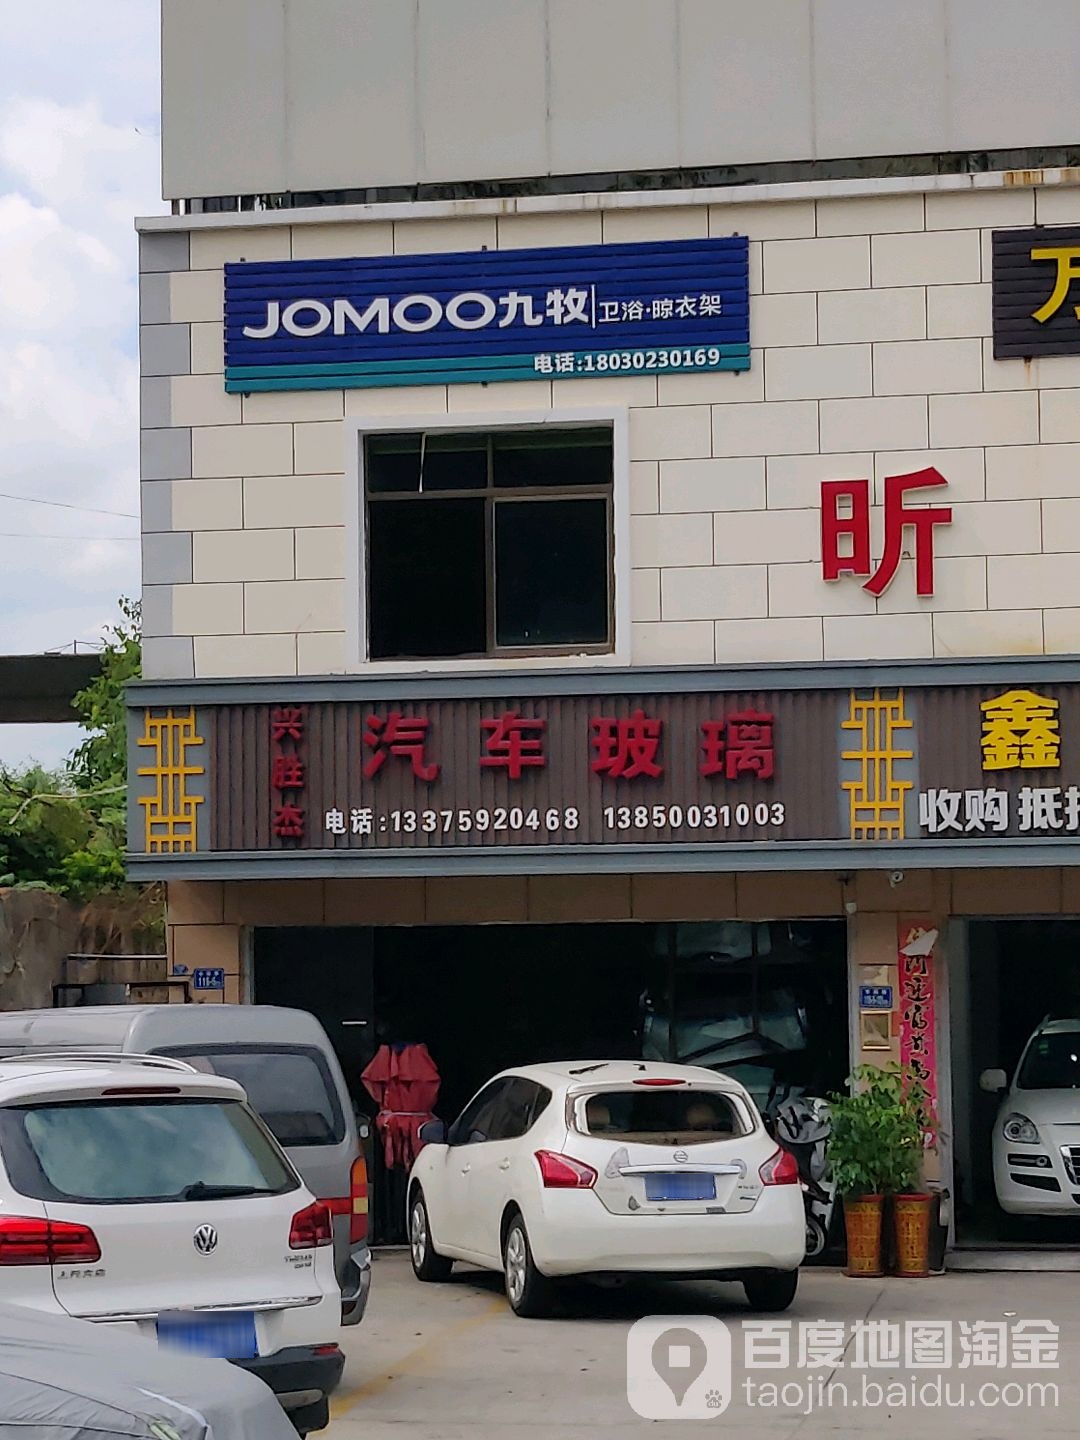 JOMOO九牧 卫浴·晾衣架
电话:18030230169
万
昕
兴胜杰
汽车玻璃
电话:13375920468 13850031003
鑫
收购 抵押
百度地图淘金
taojin.baidu.com